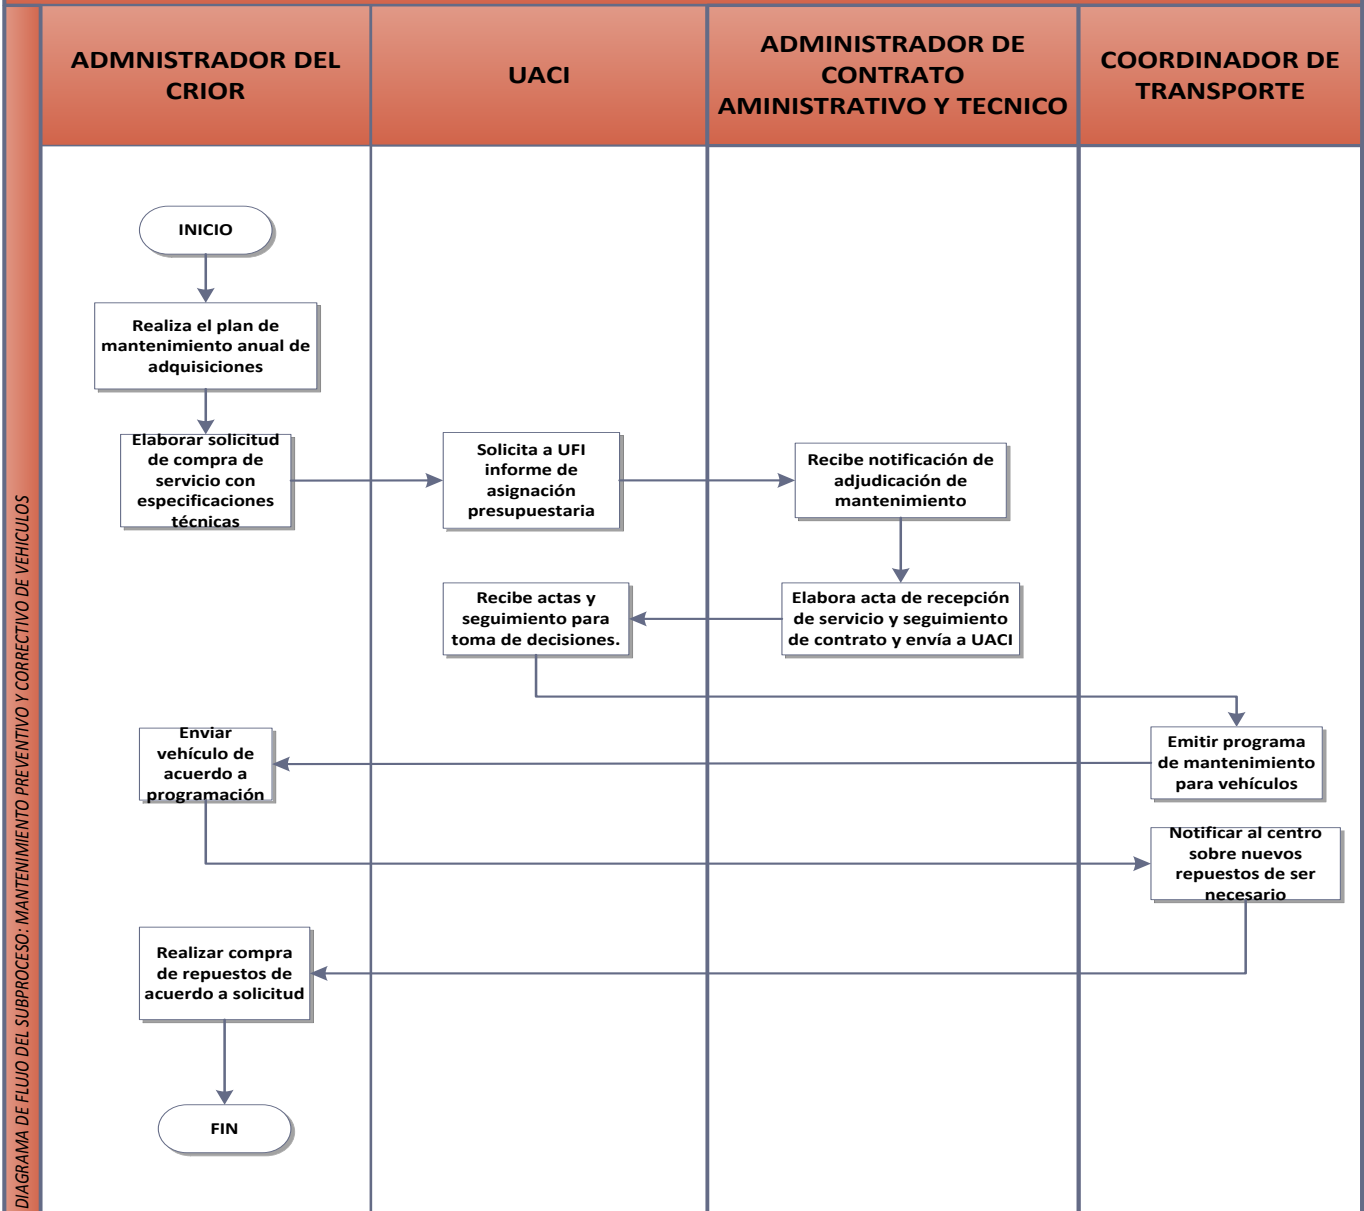 ADMNISTRADOR DEL
CRIOR
UACI
ADMINISTRADOR DE
CONTRATO
AMINISTRATIVO Y TECNICO
COORDINADOR DE
TRANSPORTE
DIAGRAMA DE FLUJO DEL SUBPROCESO: MANTENIMIENTO PREVENTIVO Y CORRECTIVO DE VEHICULOS
INICIO
Realiza el plan de
mantenimiento anual de
adquisiciones
Elaborar solicitud
de compra de
servicio con
especificaciones
técnicas
Solicita a UFI
informe de
asignación
presupuestaria
Recibe notificación de
adjudicación de
mantenimiento
Elabora acta de recepción
de servicio y seguimiento
de contrato y envía a UACI
Recibe actas y
seguimiento para
toma de decisiones.
Emitir programa
de mantenimiento
para vehículos
Enviar
vehículo de
acuerdo a
programación
Notificar al centro
sobre nuevos
repuestos de ser
necesario
Realizar compra
de repuestos de
acuerdo a solicitud
FIN